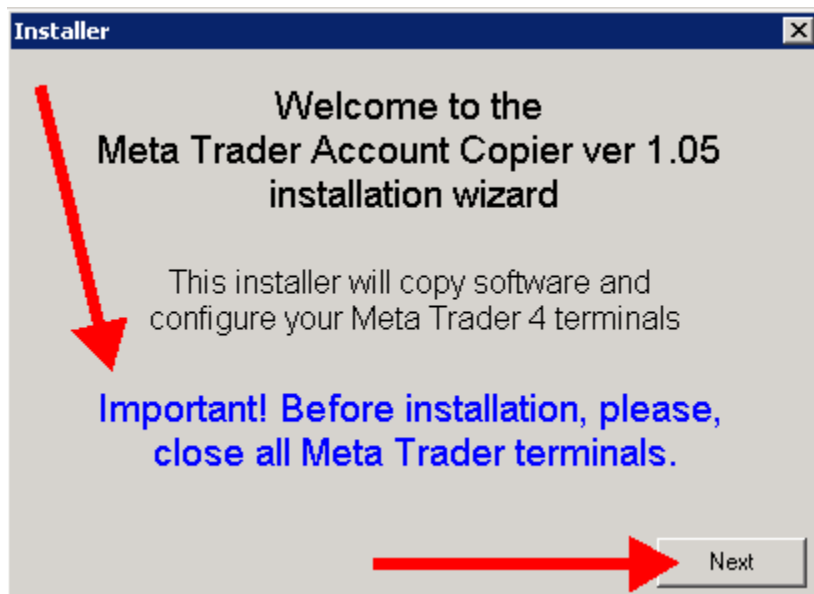 Installer
Welcome to the
Meta Trader Account Copier ver 1.05
installation wizard
This installer will copy software and
configure your Meta Trader 4 terminals
Important! Before installation, please,
close all Meta Trader terminals.
Next